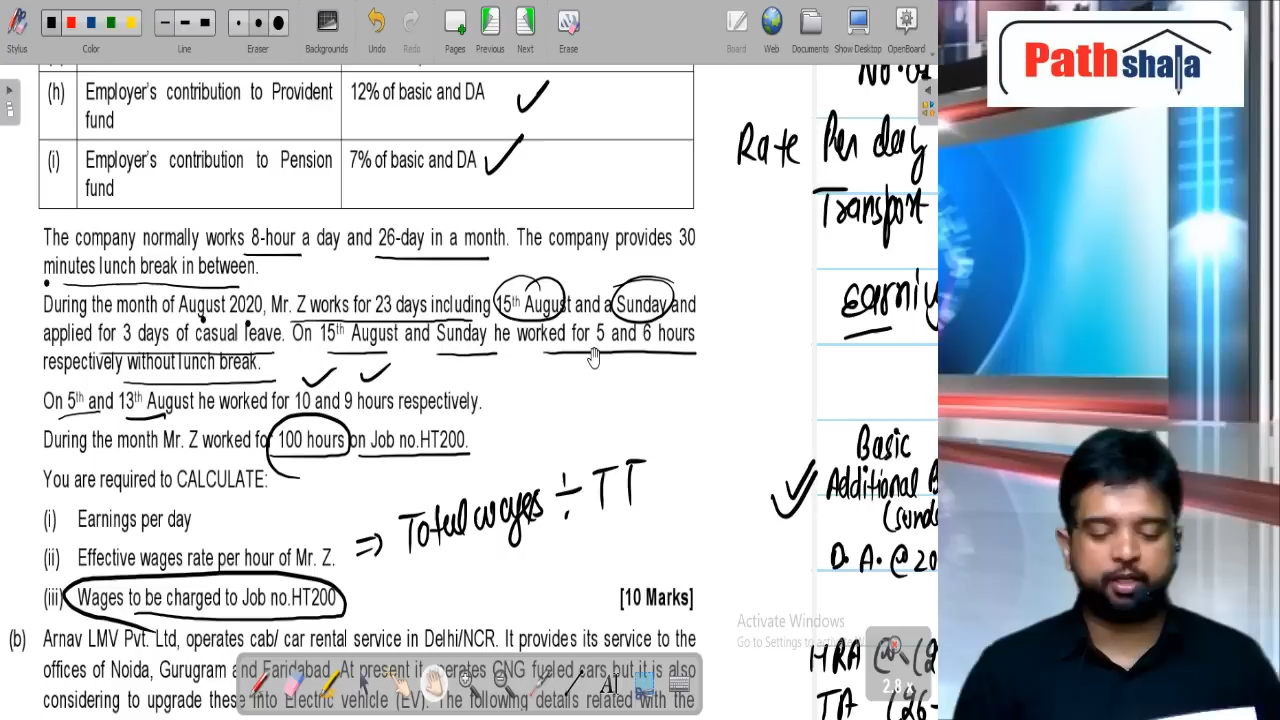 Stylus
Color
Line
Eraser
Backgrounds
Undo
Redo
Pages
Previous
Next
Erase
Board
Web
Documents
Show Desktop
OpenBoard
Path shala
(h) Employer's contribution to Provident fund
12% of basic and DA
(i) Employer's contribution to Pension fund
7% of basic and DA
The company normally works 8-hour a day and 26-day in a month. The company provides 30
minutes lunch break in between.
During the month of August 2020, Mr. Z works for 23 days including 15th August and a Sunday and
applied for 3 days of casual leave. On 15th August and Sunday he worked for 5 and 6 hours
respectively without lunch break.
On 5th and 13th August he worked for 10 and 9 hours respectively.
During the month Mr. Z worked for 100 hours on Job no.HT200.
You are required to CALCULATE:
(i) Earnings per day
(ii) Effective wages rate per hour of Mr. Z.
⇒ Total wages ÷ TT
(iii) Wages to be charged to Job no.HT200
[10 Marks]
(b) Arnav LMV Pvt. Ltd, operates cab/ car rental service in Delhi/NCR. It provides its service to the
offices of Noida, Gurugram and Faridabad. At present it operates CNG fueled cars but it is also
considering to upgrade these into Electric vehicle (EV). The following details related with the
Rate Per day
Transport
Basic
Additional
D. A. @ 20
HRA
TA (26-
Activate Windows
Go to Settings to activate
2.8 x